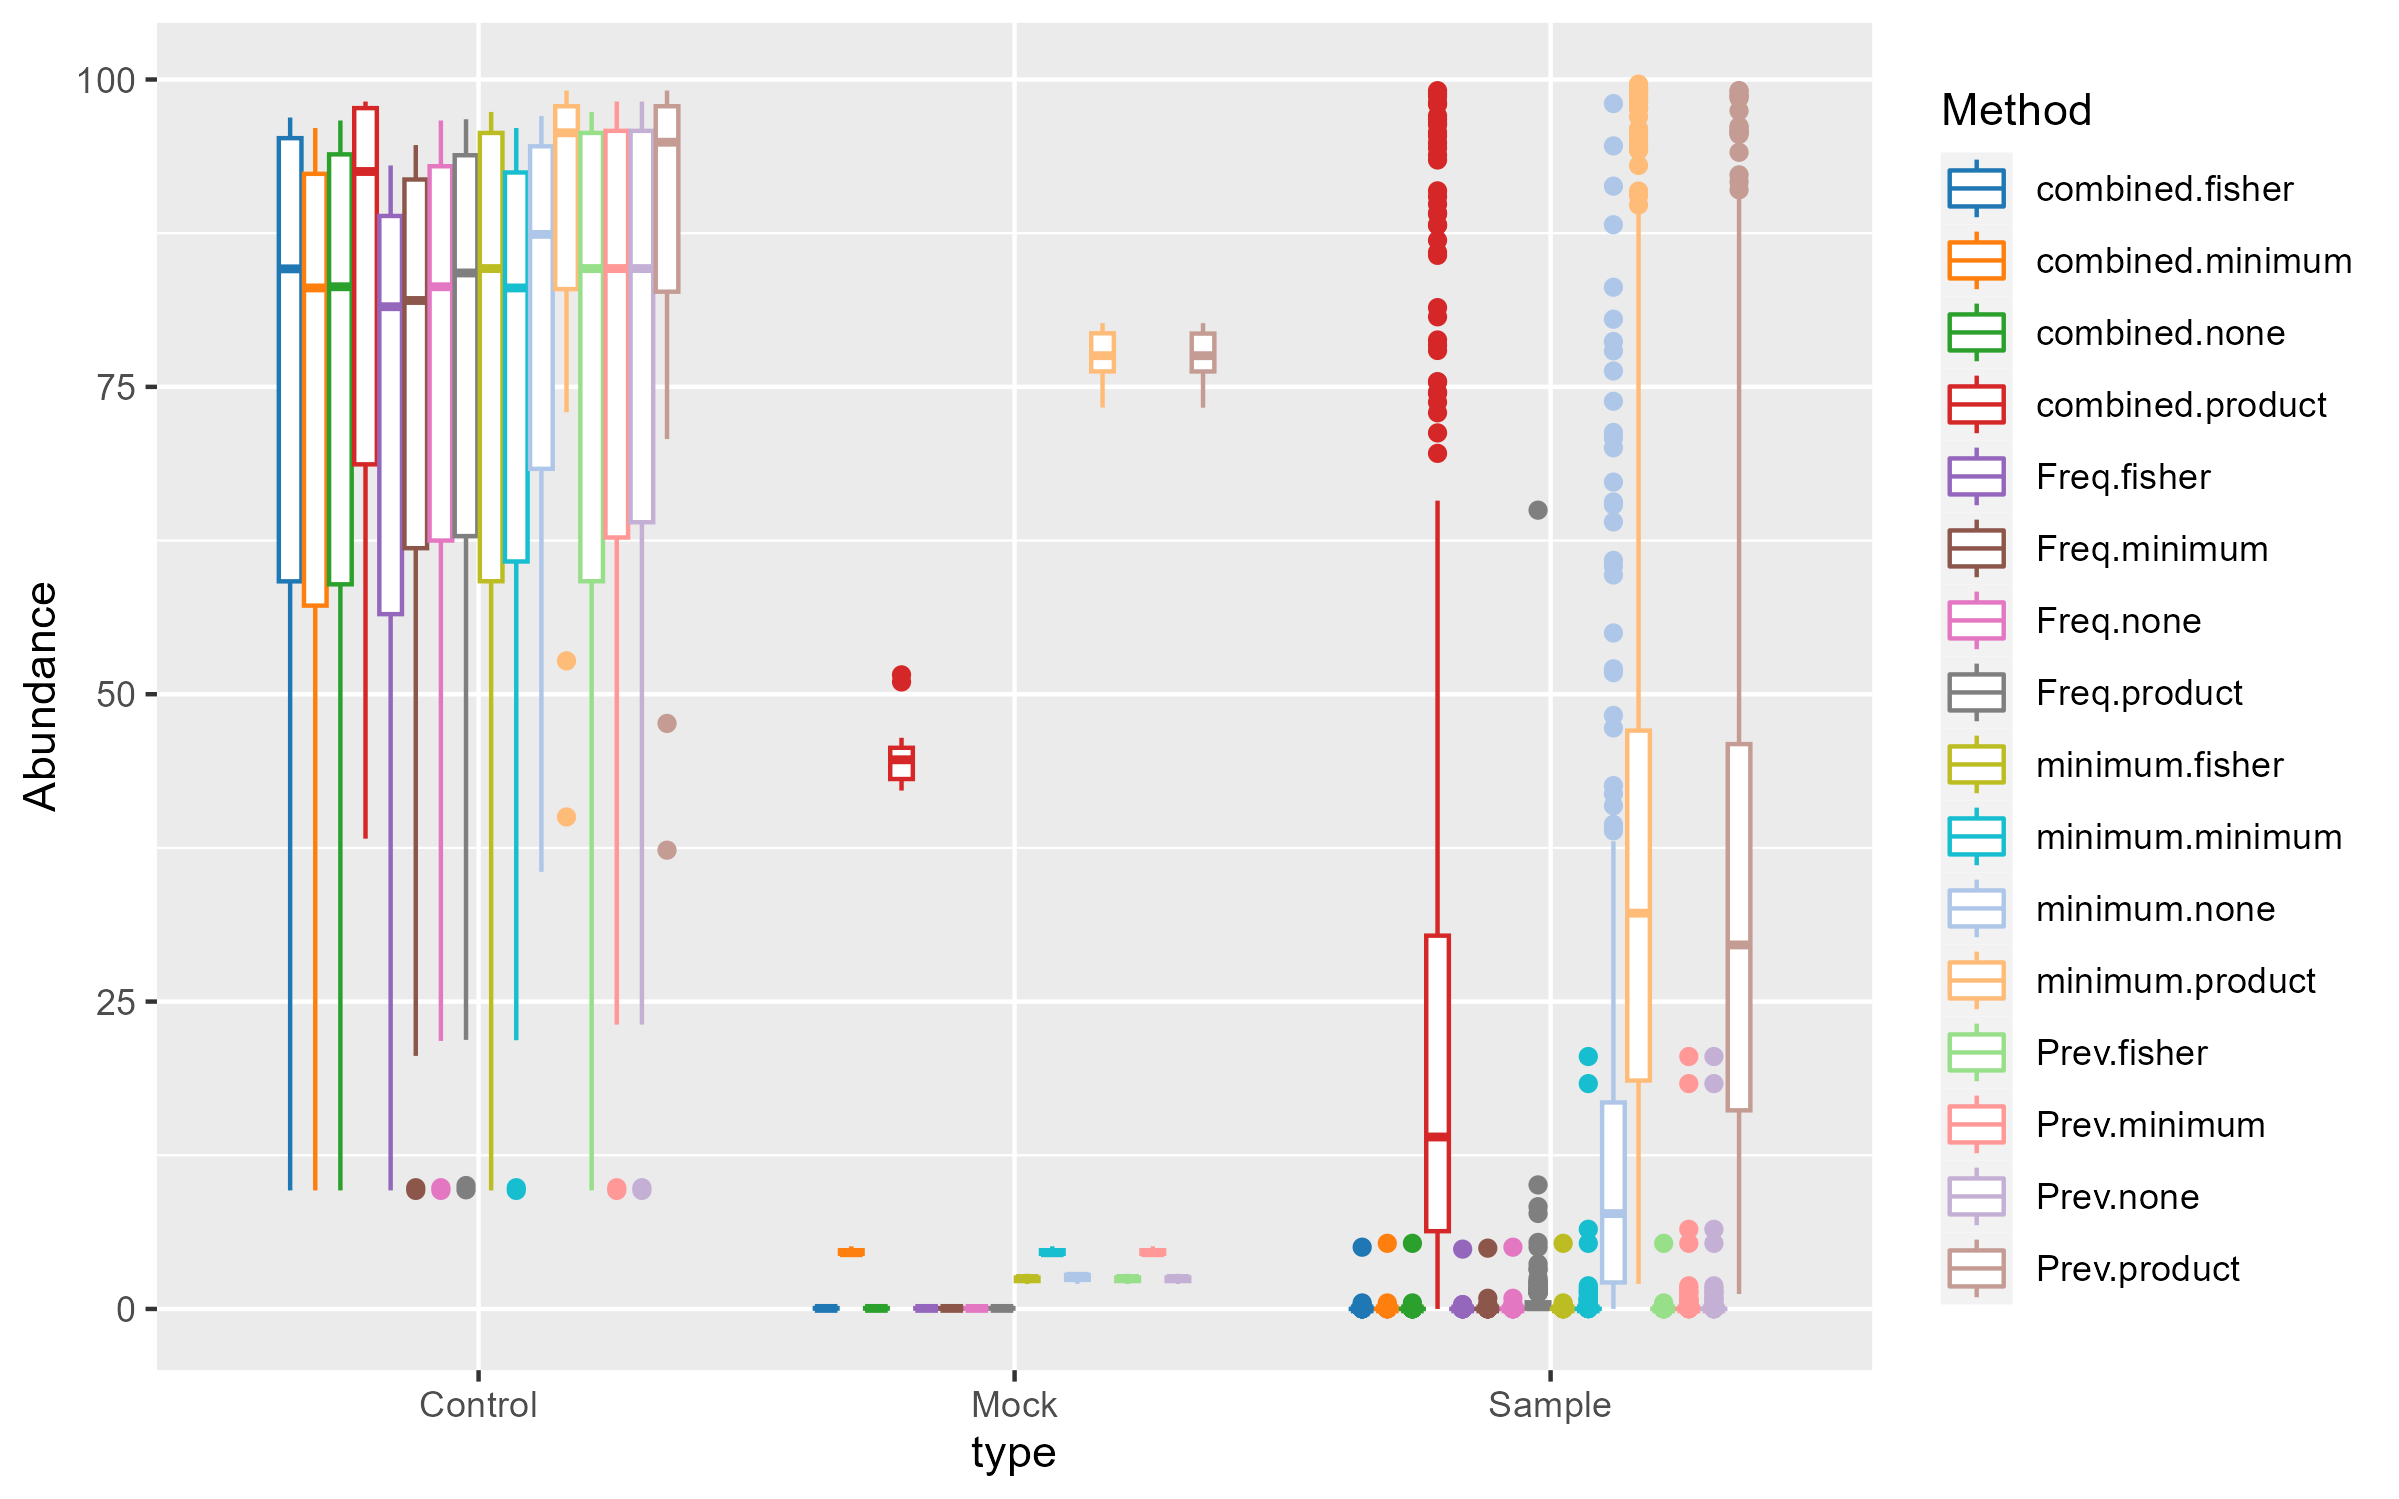 Abundance
100
75
50
25
0
Control
Mock
Sample
type
Method
combined.fisher
combined.minimum
combined.none
combined.product
Freq.fisher
Freq.minimum
Freq.none
Freq.product
minimum.fisher
minimum.minimum
minimum.none
minimum.product
Prev.fisher
Prev.minimum
Prev.none
Prev.product